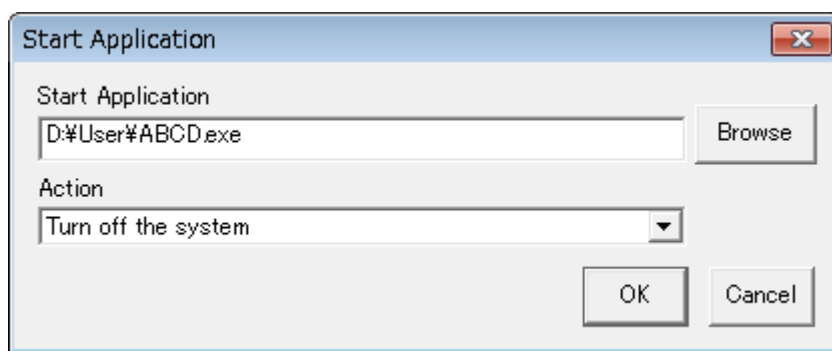 Start Application
Start Application
D:¥User¥ABCD.exe
Browse
Action
Turn off the system
OK
Cancel